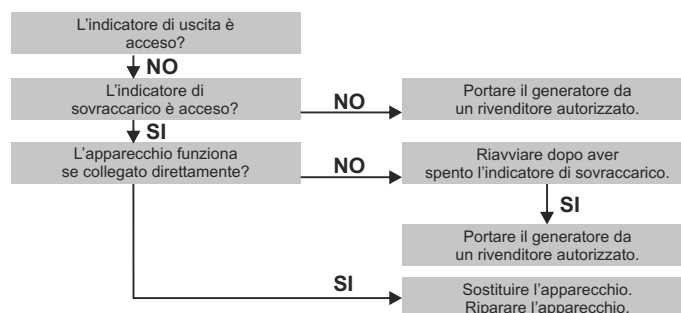 L'indicatore di uscita è
acceso?
NO
L'indicatore di
sovraccarico è acceso?
NO
Portare il generatore da
un rivenditore autorizzato.
SI
L'apparecchio funziona
se collegato direttamente?
NO
Riavviare dopo aver
spento l'indicatore di sovraccarico.
SI
Portare il generatore da
un rivenditore autorizzato.
SI
Sostituire l'apparecchio.
Riparare l'apparecchio.